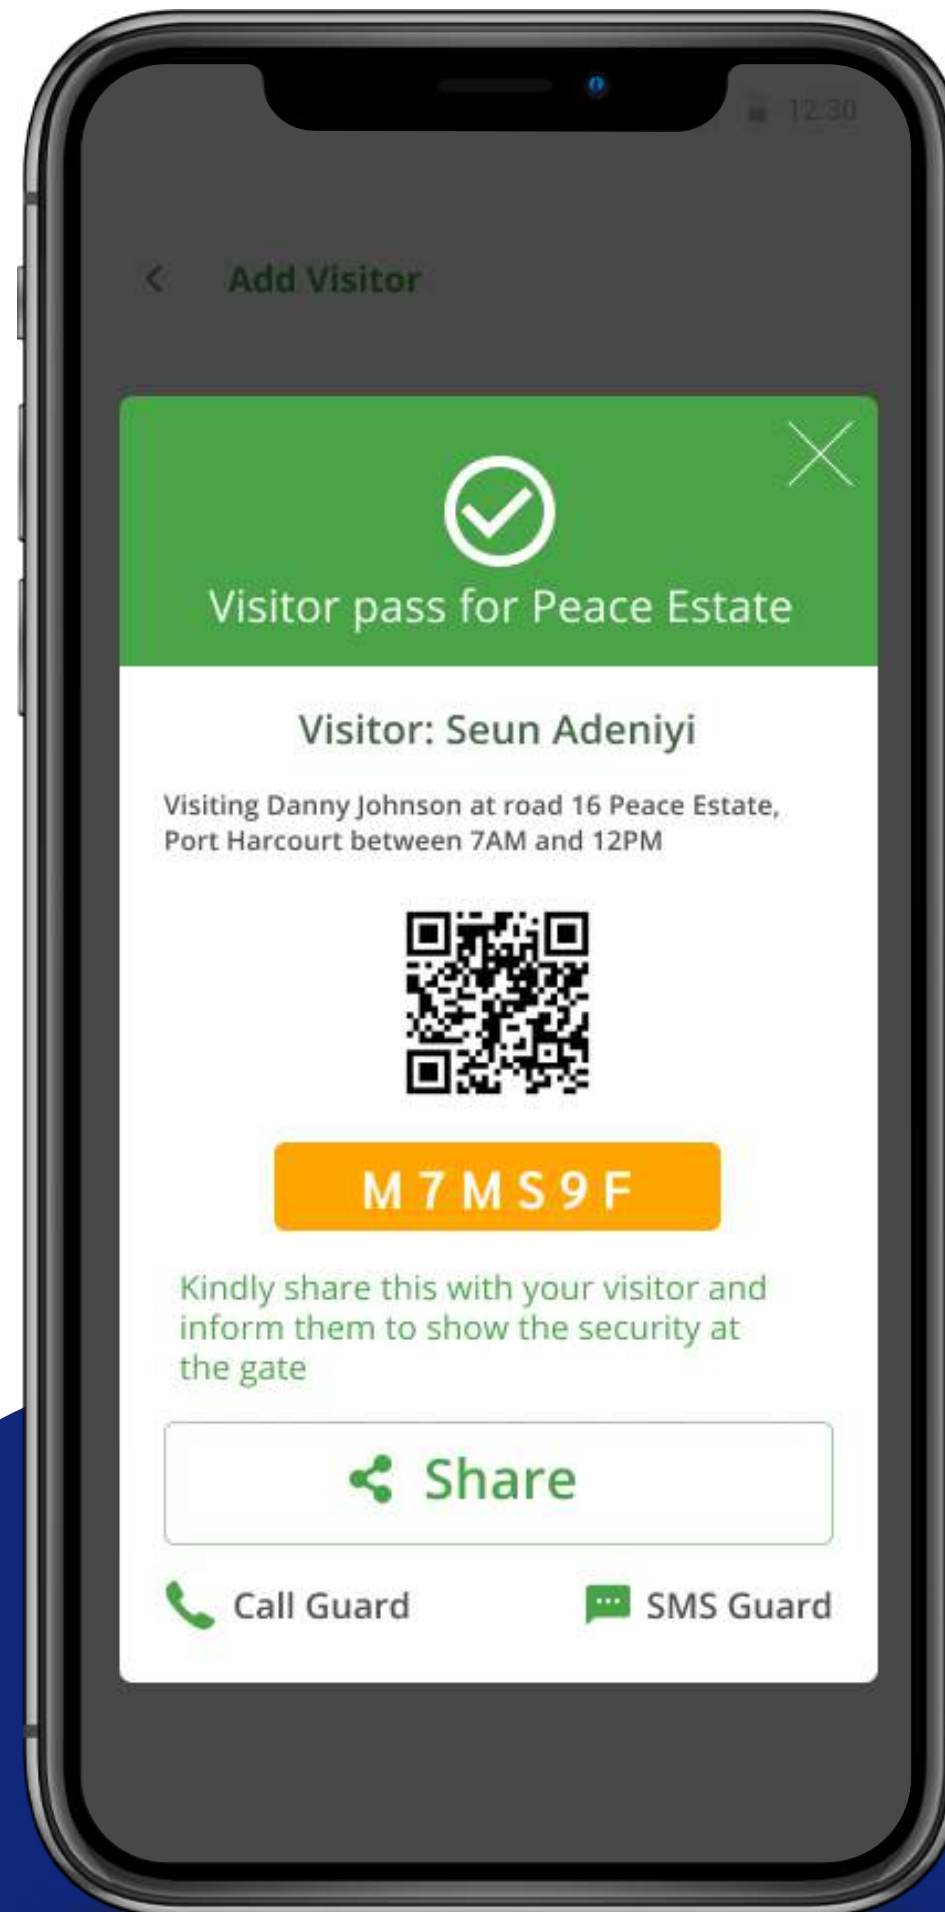 12:30
Add Visitor
Visitor pass for Peace Estate
Visitor: Seun Adeniyi
Visiting Danny Johnson at road 16 Peace Estate,
Port Harcourt between 7AM and 12PM
M7MS9F
Kindly share this with your visitor and
inform them to show the security at
the gate
Share
Call Guard
SMS Guard